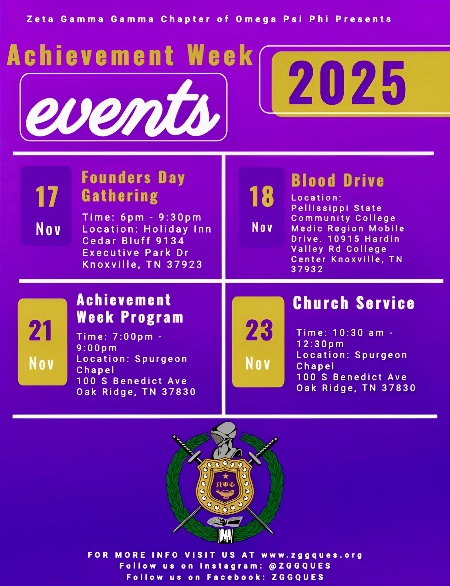 Zeta Gamma Gamma Chapter of Omega Psi Phi Presents
Achievement Week
events
2025
17
Nov
Founders Day
Gathering
Time: 6pm - 9:30pm
Location: Holiday Inn
Cedar Bluff 9134
Executive Park Dr
Knoxville, TN 37923
18
Nov
Blood Drive
Location:
Pellissippi State
Community College
Medic Region Mobile
Drive. 10915 Hardin
Valley Rd College
Center Knoxville, TN
37932
21
Nov
Achievement
Week Program
Time: 7:00pm -
9:00pm
Location: Spurgeon
Chapel
100 S Benedict Ave
Oak Ridge, TN 37830
23
Nov
Church Service
Time: 10:30 am -
12:30pm
Location: Spurgeon
Chapel
100 S Benedict Ave
Oak Ridge, TN 37830
ΩΨΦ
FOR MORE INFO VISIT US AT www.zggques.org
Follow us on Instagram: @ZGGQUES
Follow us on Facebook: ZGGQUES